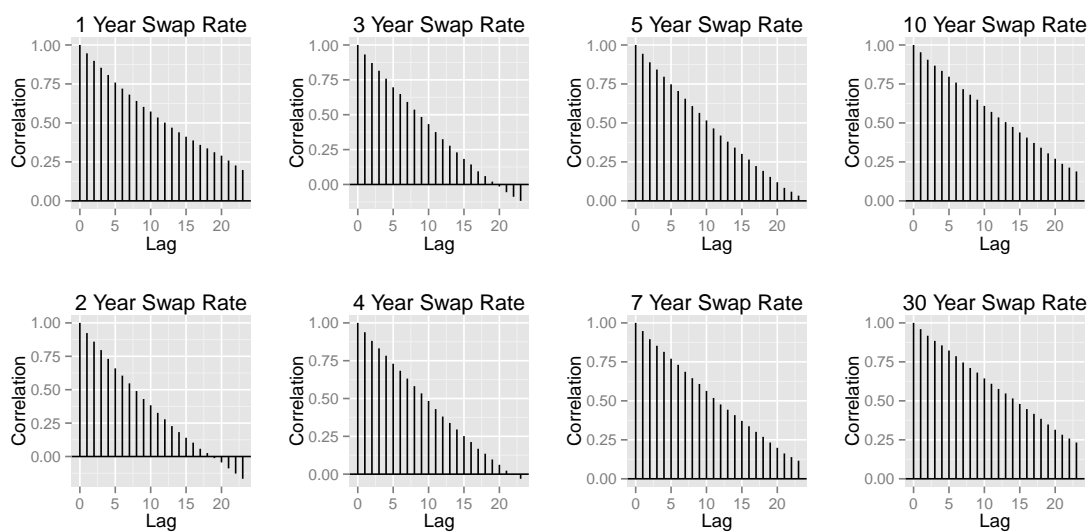 1 Year Swap Rate
1.00
0.75
0.50
0.25
0.00
Correlation
0 5 10 15 20
Lag
3 Year Swap Rate
1.00
0.75
0.50
0.25
0.00
Correlation
0 5 10 15 20
Lag
5 Year Swap Rate
1.00
0.75
0.50
0.25
0.00
Correlation
0 5 10 15 20
Lag
10 Year Swap Rate
1.00
0.75
0.50
0.25
0.00
Correlation
0 5 10 15 20
Lag
2 Year Swap Rate
1.00
0.75
0.50
0.25
0.00
Correlation
0 5 10 15 20
Lag
4 Year Swap Rate
1.00
0.75
0.50
0.25
0.00
Correlation
0 5 10 15 20
Lag
7 Year Swap Rate
1.00
0.75
0.50
0.25
0.00
Correlation
0 5 10 15 20
Lag
30 Year Swap Rate
1.00
0.75
0.50
0.25
0.00
Correlation
0 5 10 15 20
Lag